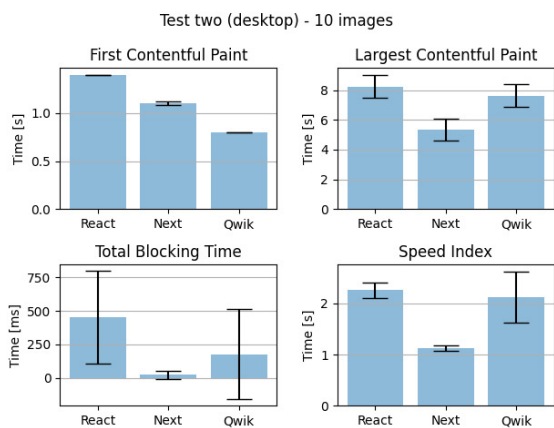 Test two (desktop) - 10 images
First Contentful Paint
Time [s]
1.0
0.5
0.0
React Next Qwik
Largest Contentful Paint
Time [s]
8
6
4
2
0
React Next Qwik
Total Blocking Time
Time [ms]
750
500
250
0
React Next Qwik
Speed Index
Time [s]
2
1
0
React Next Qwik